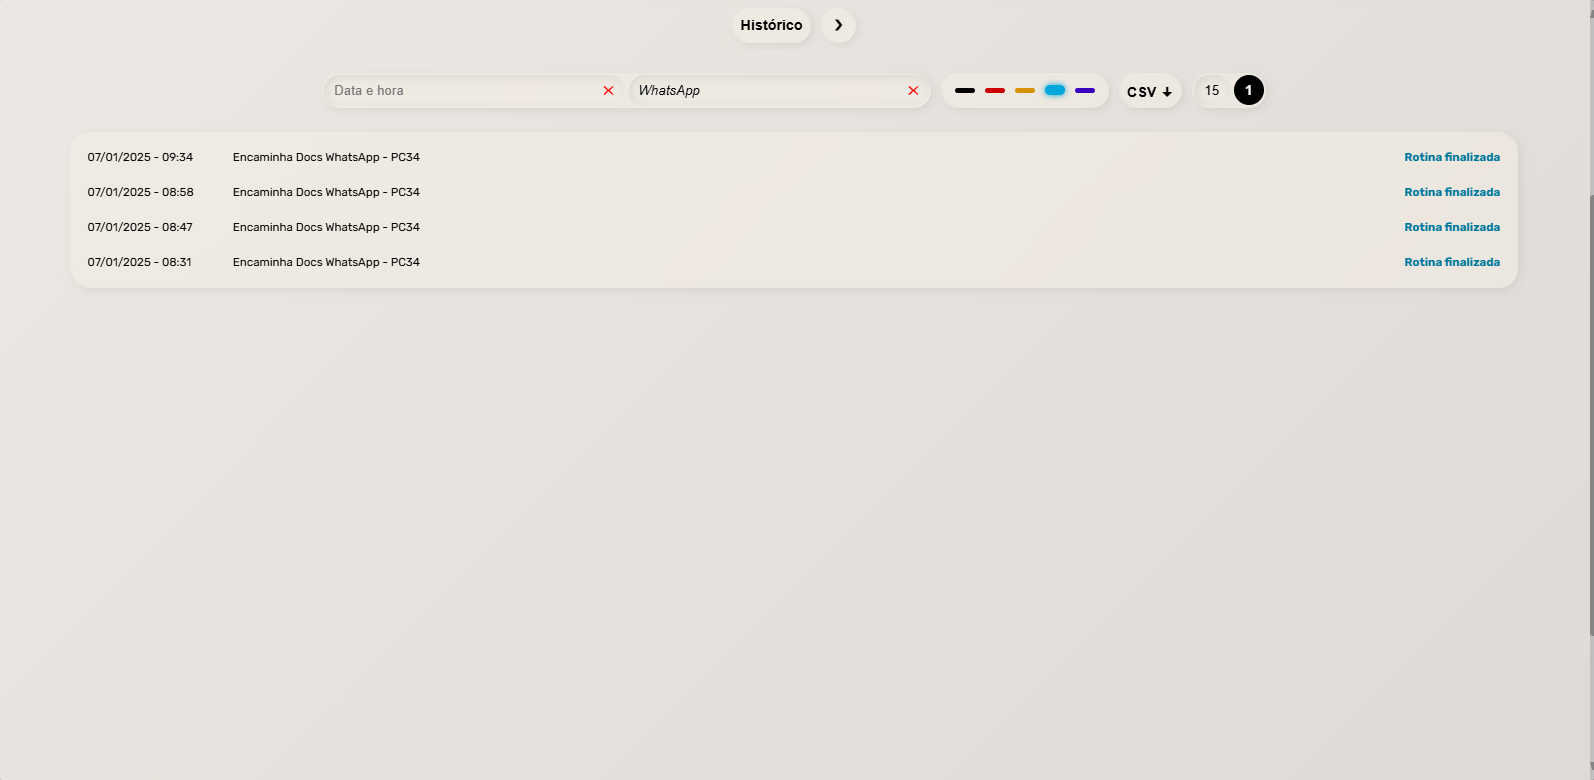 Histórico ❯
Data e hora × WhatsApp × CSV ↓ 15 1
07/01/2025 - 09:34 Encaminha Docs WhatsApp - PC34 Rotina finalizada
07/01/2025 - 08:58 Encaminha Docs WhatsApp - PC34 Rotina finalizada
07/01/2025 - 08:47 Encaminha Docs WhatsApp - PC34 Rotina finalizada
07/01/2025 - 08:31 Encaminha Docs WhatsApp - PC34 Rotina finalizada